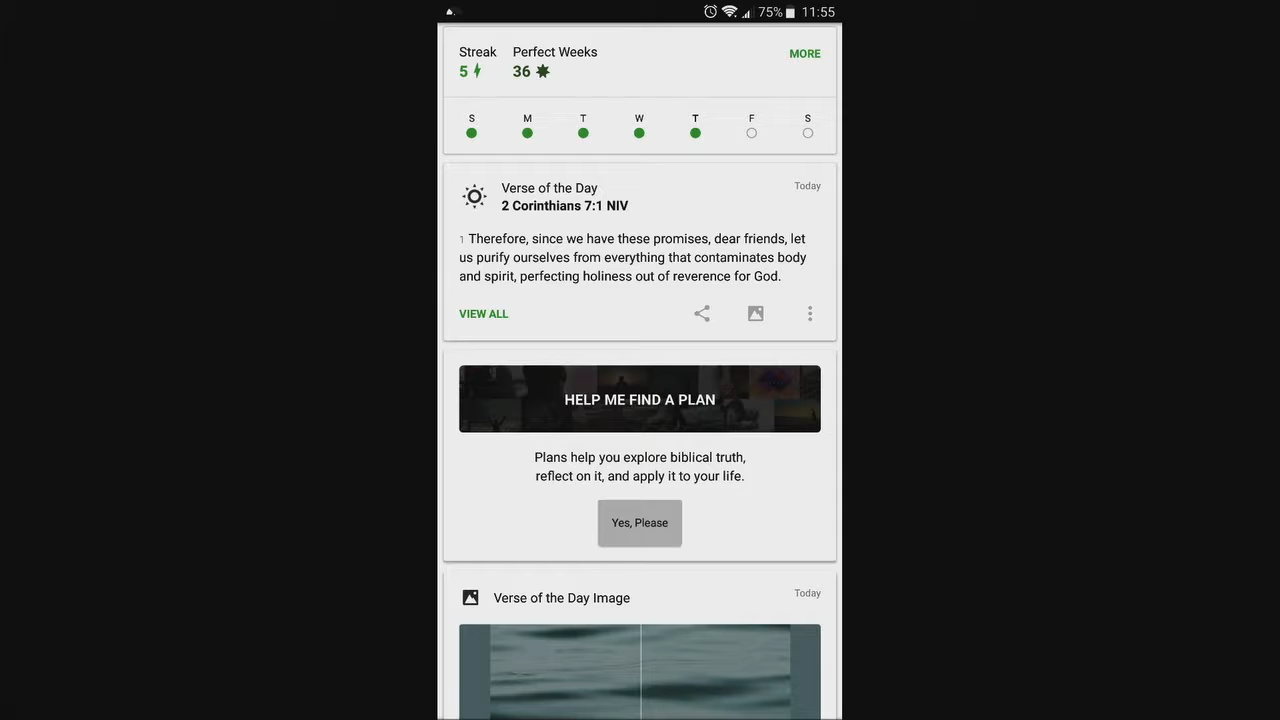 75% 11:55
Streak Perfect Weeks MORE
5 36
S M T W T F S
Verse of the Day Today
2 Corinthians 7:1 NIV
1 Therefore, since we have these promises, dear friends, let
us purify ourselves from everything that contaminates body
and spirit, perfecting holiness out of reverence for God.
VIEW ALL
HELP ME FIND A PLAN
Plans help you explore biblical truth,
reflect on it, and apply it to your life.
Yes, Please
Verse of the Day Image Today